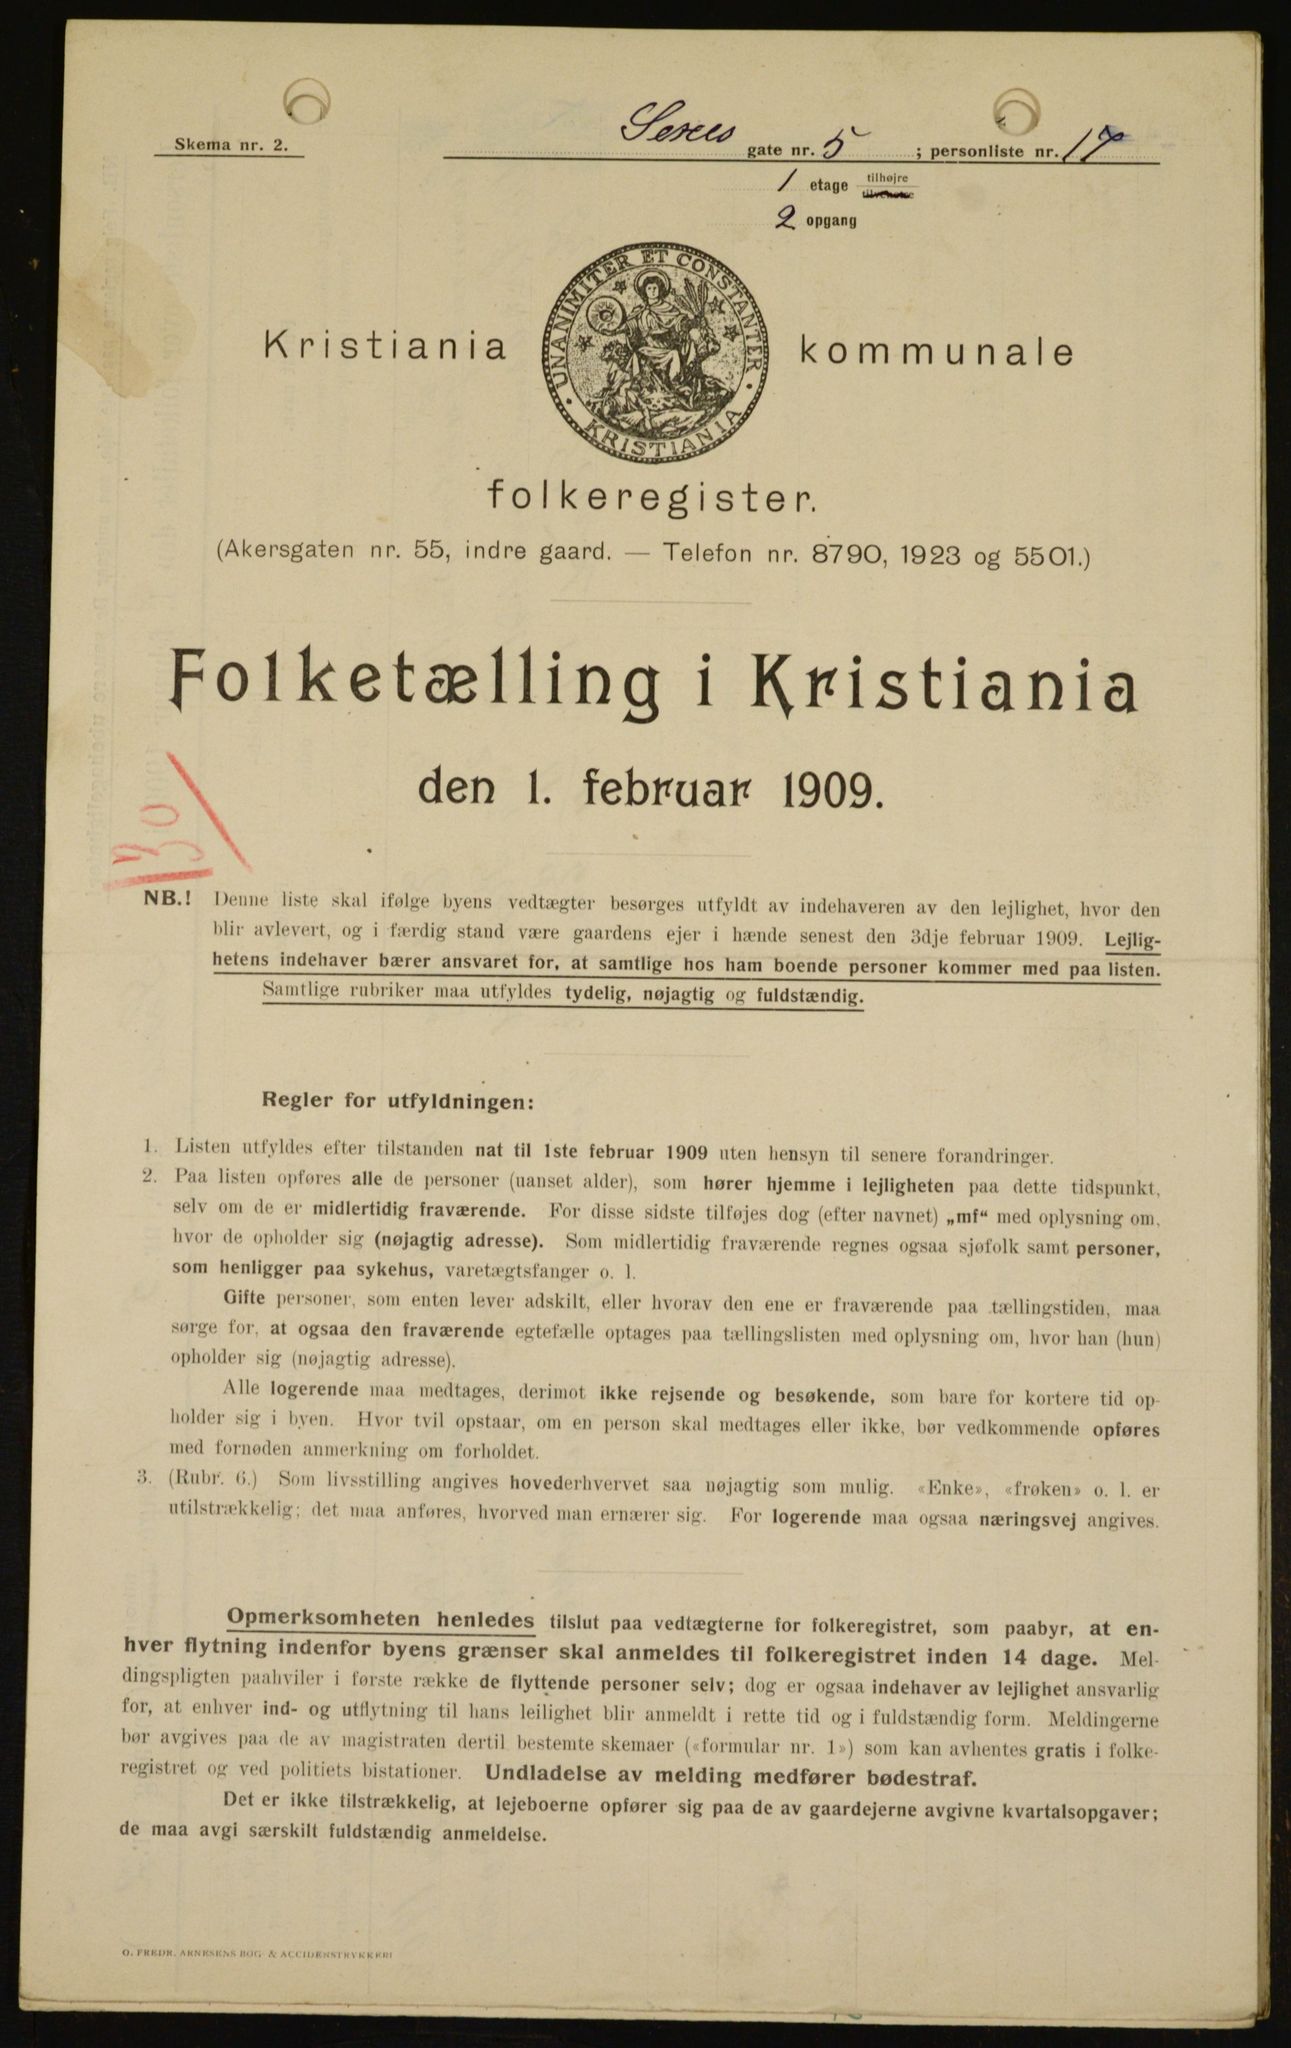 Skema nr. 2.
Sexes gate nr. 5 ; personliste nr. 17
1 etage tilhøjre tilvenstre
2 opgang
UNANIMITER ET CONSTANTER · KRISTIANIA ·
Kristiania kommunale
folkeregister.
(Akersgaten nr. 55, indre gaard. — Telefon nr. 8790, 1923 og 5501.)
Folketælling i Kristiania
den 1. februar 1909.
30
NB.! Denne liste skal ifølge byens vedtægter besørges utfyldt av indehaveren av den lejlighet, hvor den
blir avlevert, og i færdig stand være gaardens ejer i hænde senest den 3dje februar 1909. Lejlig-
hetens indehaver bærer ansvaret for, at samtlige hos ham boende personer kommer med paa listen.
Samtlige rubriker maa utfyldes tydelig, nøjagtig og fuldstændig.
Regler for utfyldningen:
1. Listen utfyldes efter tilstanden nat til 1ste februar 1909 uten hensyn til senere forandringer.
2. Paa listen opføres alle de personer (uanset alder), som hører hjemme i lejligheten paa dette tidspunkt,
selv om de er midlertidig fraværende. For disse sidste tilføjes dog (efter navnet) „mf“ med oplysning om,
hvor de opholder sig (nøjagtig adresse). Som midlertidig fraværende regnes ogsaa sjøfolk samt personer,
som henligger paa sykehus, varetægtsfanger o. l.
Gifte personer, som enten lever adskilt, eller hvorav den ene er fraværende paa tællingstiden, maa
sørge for, at ogsaa den fraværende egtefælle optages paa tællingslisten med oplysning om, hvor han (hun)
opholder sig (nøjagtig adresse).
Alle logerende maa medtages, derimot ikke rejsende og besøkende, som bare for kortere tid op-
holder sig i byen. Hvor tvil opstaar, om en person skal medtages eller ikke, bør vedkommende opføres
med fornøden anmerkning om forholdet.
3. (Rubr. 6.) Som livsstilling angives hovederhvervet saa nøjagtig som mulig. «Enke», «frøken» o. l. er
utilstrækkelig; det maa anføres, hvorved man ernærer sig. For logerende maa ogsaa næringsvej angives.
Opmerksomheten henledes tilslut paa vedtægterne for folkeregistret, som paabyr, at en-
hver flytning indenfor byens grænser skal anmeldes til folkeregistret inden 14 dage. Mel-
dingspligten paahviler i første række de flyttende personer selv; dog er ogsaa indehaver av lejlighet ansvarlig
for, at enhver ind- og utflytning til hans leilighet blir anmeldt i rette tid og i fuldstændig form. Meldingerne
bør avgives paa de av magistraten dertil bestemte skemaer («formular nr. 1») som kan avhentes gratis i folke-
registret og ved politiets bistationer. Undladelse av melding medfører bødestraf.
Det er ikke tilstrækkelig, at lejeboerne opfører sig paa de av gaardejerne avgivne kvartalsopgaver;
de maa avgi særskilt fuldstændig anmeldelse.
O. FREDR. ARNESENS BOG- & ACCIDENSTRYKKERI